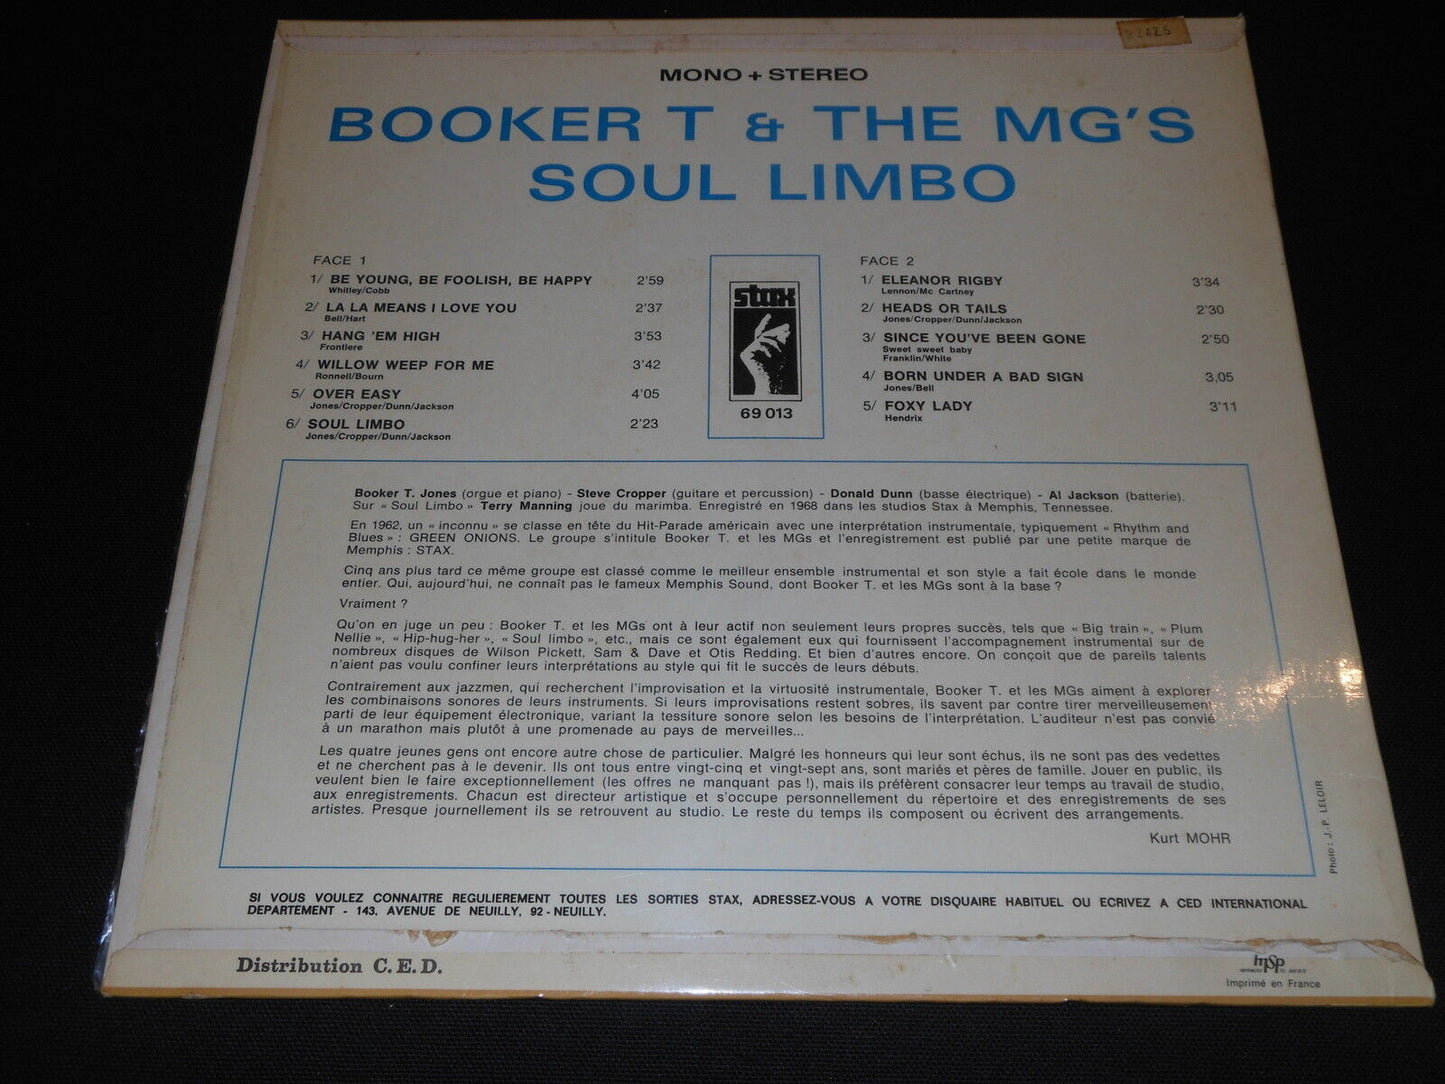 MONO + STEREO
BOOKER T & THE MG'S
SOUL LIMBO
FACE 1
1/ BE YOUNG, BE FOOLISH, BE HAPPY 2'59
Whitley/Cobb
2/ LA LA MEANS I LOVE YOU 2'37
Bell/Hart
3/ HANG 'EM HIGH 3'53
Frontiere
4/ WILLOW WEEP FOR ME 3'42
Ronnell/Bourn
5/ OVER EASY 4'05
Jones/Cropper/Dunn/Jackson
6/ SOUL LIMBO 2'23
Jones/Cropper/Dunn/Jackson
stax
69 013
FACE 2
1/ ELEANOR RIGBY 3'34
Lennon/Mc Cartney
2/ HEADS OR TAILS 2'30
Jones/Cropper/Dunn/Jackson
3/ SINCE YOU'VE BEEN GONE 2'50
Sweet sweet baby
Franklin/White
4/ BORN UNDER A BAD SIGN 3,05
Jones/Bell
5/ FOXY LADY 3'11
Hendrix
Booker T. Jones (orgue et piano) - Steve Cropper (guitare et percussion) - Donald Dunn (basse électrique) - Al Jackson (batterie).
Sur « Soul Limbo » Terry Manning joue du marimba. Enregistré en 1968 dans les studios Stax à Memphis, Tennessee.
En 1962, un « inconnu » se classe en tête du Hit-Parade américain avec une interprétation instrumentale, typiquement « Rhythm and
Blues » : GREEN ONIONS. Le groupe s'intitule Booker T. et les MGs et l'enregistrement est publié par une petite marque de
Memphis : STAX.
Cinq ans plus tard ce même groupe est classé comme le meilleur ensemble instrumental et son style a fait école dans le monde
entier. Qui, aujourd'hui, ne connaît pas le fameux Memphis Sound, dont Booker T. et les MGs sont à la base ?
Vraiment ?
Qu'on en juge un peu : Booker T. et les MGs ont à leur actif non seulement leurs propres succès, tels que « Big train », « Plum
Nellie », « Hip-hug-her », « Soul limbo », etc., mais ce sont également eux qui fournissent l'accompagnement instrumental sur de
nombreux disques de Wilson Pickett, Sam & Dave et Otis Redding. Et bien d'autres encore. On conçoit que de pareils talents
n'aient pas voulu confiner leurs interprétations au style qui fit le succès de leurs débuts.
Contrairement aux jazzmen, qui recherchent l'improvisation et la virtuosité instrumentale, Booker T. et les MGs aiment à explorer
les combinaisons sonores de leurs instruments. Si leurs improvisations restent sobres, ils savent par contre tirer merveilleusement
parti de leur équipement électronique, variant la tessiture sonore selon les besoins de l'interprétation. L'auditeur n'est pas convié
à un marathon mais plutôt à une promenade au pays de merveilles...
Les quatre jeunes gens ont encore autre chose de particulier. Malgré les honneurs qui leur sont échus, ils ne sont pas des vedettes
et ne cherchent pas à le devenir. Ils ont tous entre vingt-cinq et vingt-sept ans, sont mariés et pères de famille. Jouer en public, ils
veulent bien le faire exceptionnellement (les offres ne manquant pas !), mais ils préfèrent consacrer leur temps au travail de studio,
aux enregistrements. Chacun est directeur artistique et s'occupe personnellement du répertoire et des enregistrements de ses
artistes. Presque journellement ils se retrouvent au studio. Le reste du temps ils composent ou écrivent des arrangements.
Kurt MOHR
Photo : J.-P. LELOIR
SI VOUS VOULEZ CONNAITRE REGULIEREMENT TOUTES LES SORTIES STAX, ADRESSEZ-VOUS A VOTRE DISQUAIRE HABITUEL OU ECRIVEZ A CED INTERNATIONAL
DEPARTEMENT - 143, AVENUE DE NEUILLY, 92 - NEUILLY.
Distribution C.E.D.
Imprimé en France